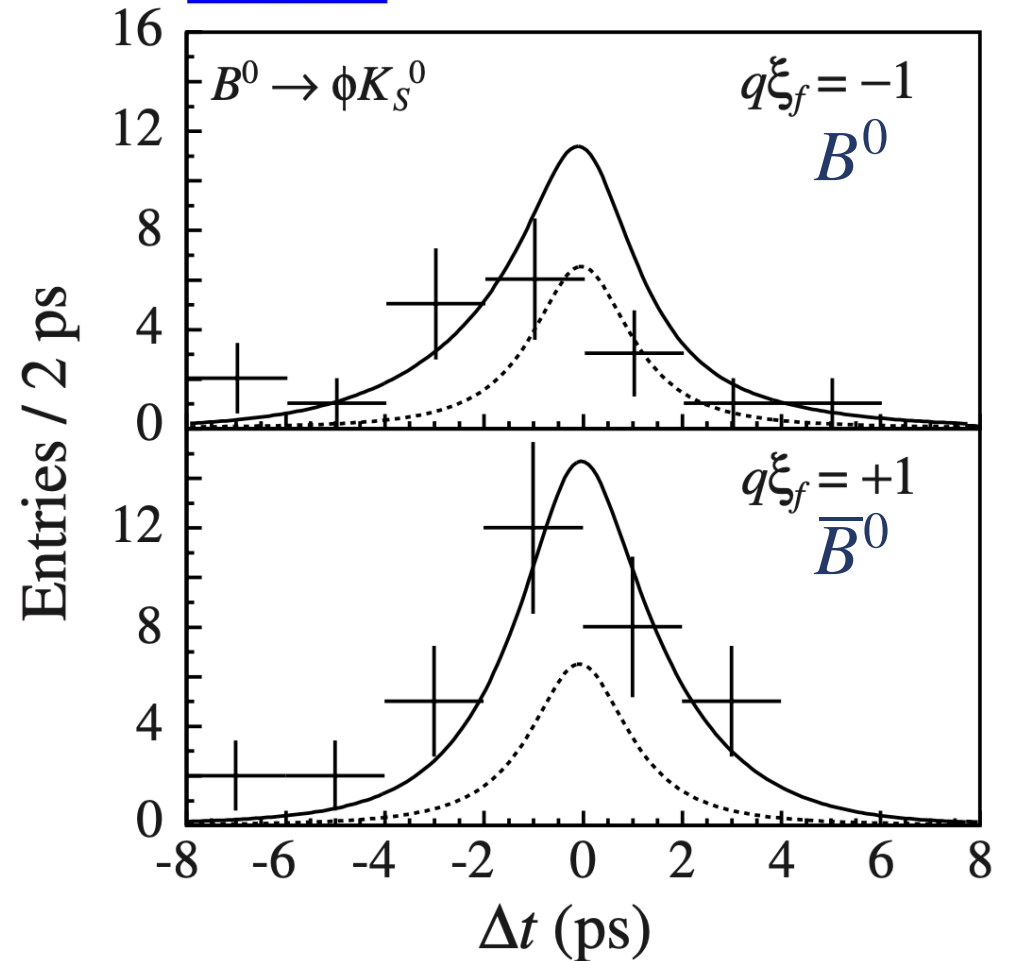 16
B⁰ → ϕK_S⁰
qξ_f = −1
12
B⁰
8
4
0
qξ_f = +1
12
B̅⁰
8
4
0
Entries / 2 ps
-8 -6 -4 -2 0 2 4 6 8
Δt (ps)